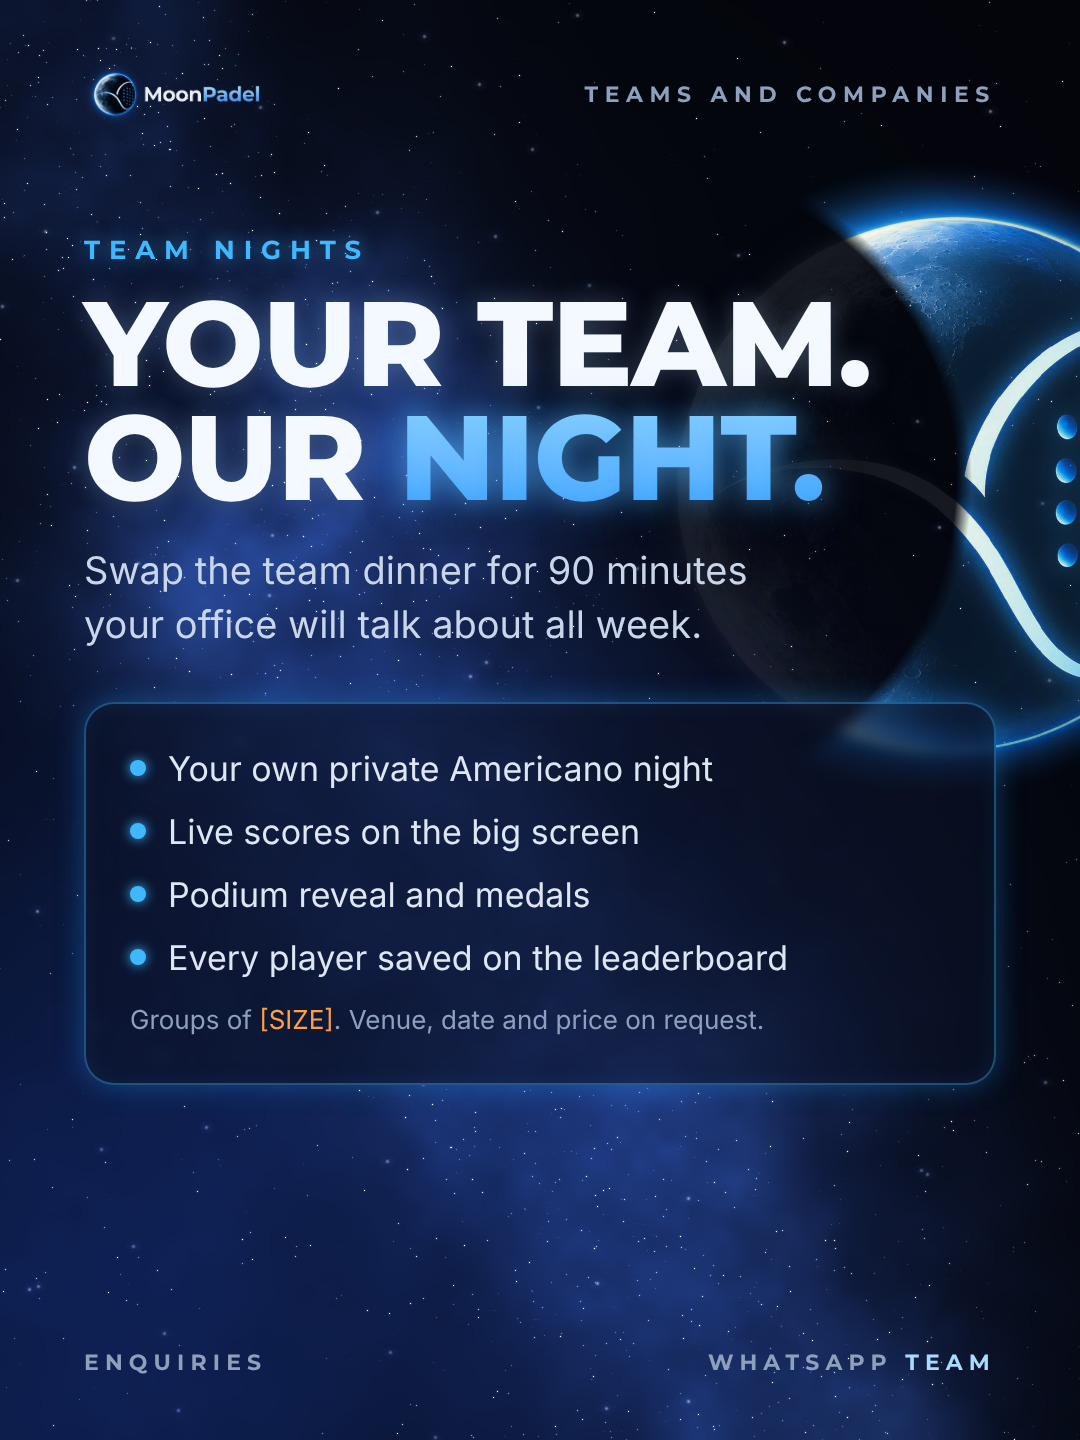 MoonPadel
TEAMS AND COMPANIES
TEAM NIGHTS
YOUR TEAM.
OUR NIGHT.
Swap the team dinner for 90 minutes
your office will talk about all week.
Your own private Americano night
Live scores on the big screen
Podium reveal and medals
Every player saved on the leaderboard
Groups of [SIZE]. Venue, date and price on request.
ENQUIRIES
WHATSAPP TEAM